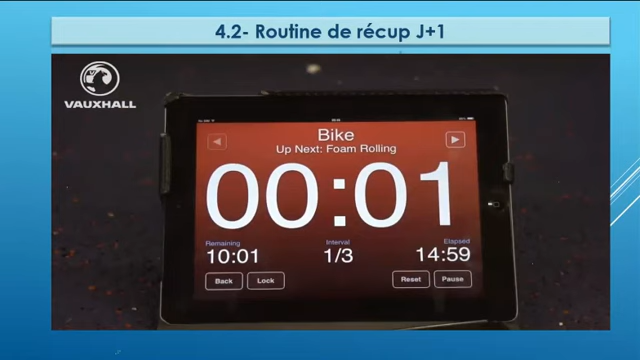 4.2- Routine de récup J+1
VAUXHALL
Bike
Up Next: Foam Rolling
00:01
Remaining
Interval
Elapsed
10:01
1/3
14:59
Back
Lock
Reset
Pause